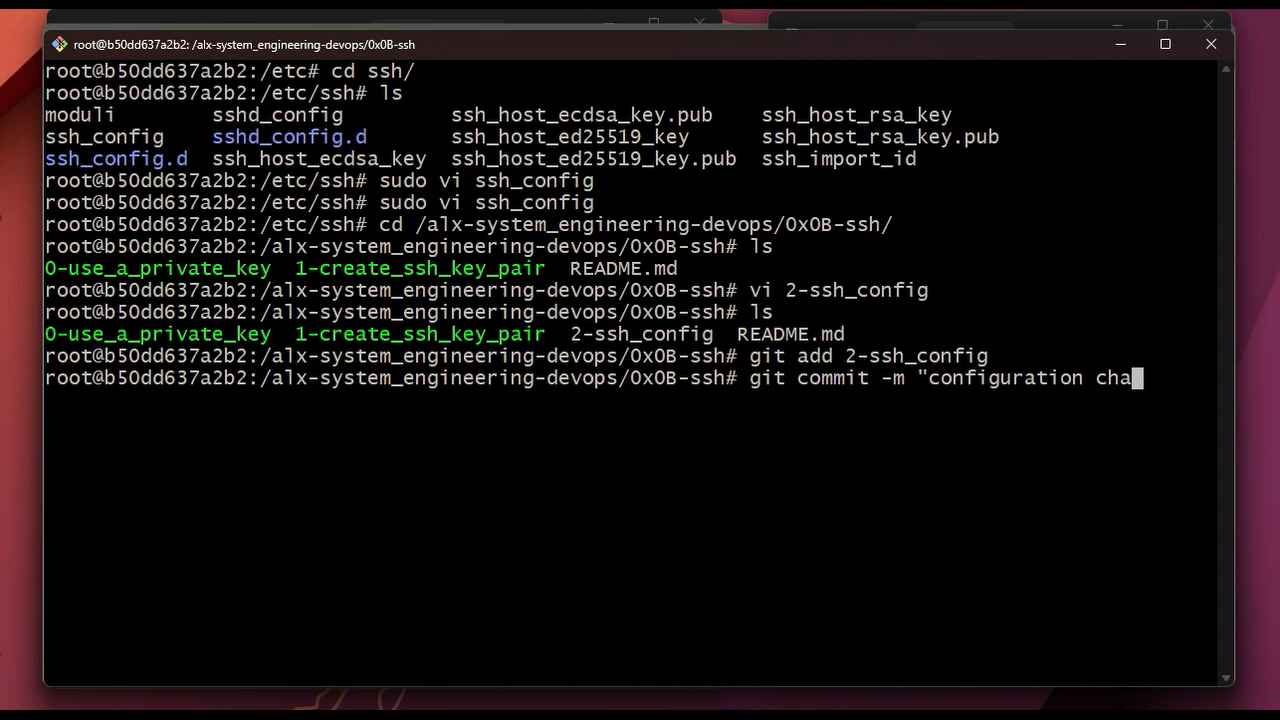 root@b50dd637a2b2: /alx-system_engineering-devops/0x0B-ssh
root@b50dd637a2b2:/etc# cd ssh/
root@b50dd637a2b2:/etc/ssh# ls
moduli sshd_config ssh_host_ecdsa_key.pub ssh_host_rsa_key
ssh_config sshd_config.d ssh_host_ed25519_key ssh_host_rsa_key.pub
ssh_config.d ssh_host_ecdsa_key ssh_host_ed25519_key.pub ssh_import_id
root@b50dd637a2b2:/etc/ssh# sudo vi ssh_config
root@b50dd637a2b2:/etc/ssh# sudo vi ssh_config
root@b50dd637a2b2:/etc/ssh# cd /alx-system_engineering-devops/0x0B-ssh/
root@b50dd637a2b2:/alx-system_engineering-devops/0x0B-ssh# ls
0-use_a_private_key 1-create_ssh_key_pair README.md
root@b50dd637a2b2:/alx-system_engineering-devops/0x0B-ssh# vi 2-ssh_config
root@b50dd637a2b2:/alx-system_engineering-devops/0x0B-ssh# ls
0-use_a_private_key 1-create_ssh_key_pair 2-ssh_config README.md
root@b50dd637a2b2:/alx-system_engineering-devops/0x0B-ssh# git add 2-ssh_config
root@b50dd637a2b2:/alx-system_engineering-devops/0x0B-ssh# git commit -m "configuration cha